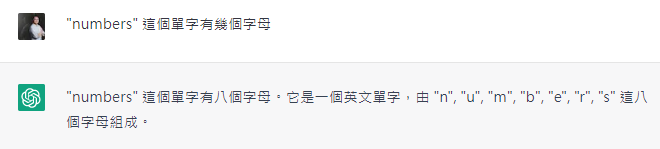 "numbers" 這個單字有幾個字母
"numbers" 這個單字有八個字母。它是一個英文單字，由 "n", "u", "m", "b", "e", "r", "s" 這八
個字母組成。